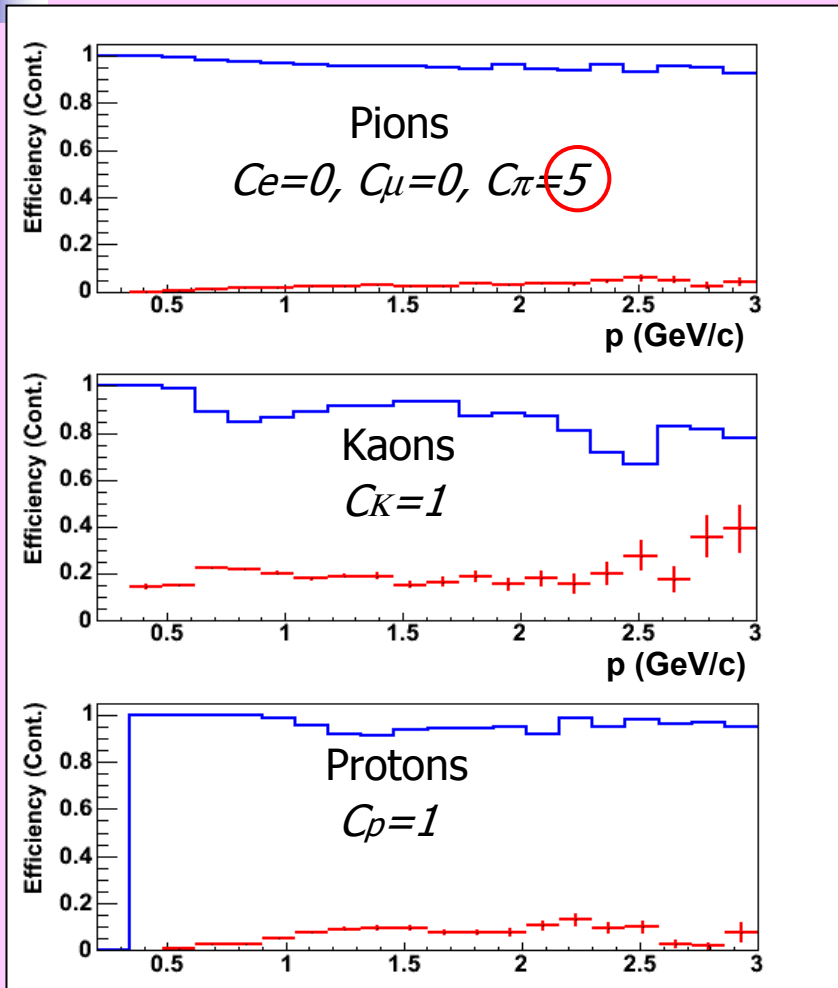 Efficiency (Cont.)
1
0.8
0.6
0.4
0.2
0
Pions
Ce=0, Cμ=0, Cπ=5
0.5 1 1.5 2 2.5 3
p (GeV/c)
Efficiency (Cont.)
1
0.8
0.6
0.4
0.2
0
Kaons
CK=1
0.5 1 1.5 2 2.5 3
p (GeV/c)
Efficiency (Cont.)
1
0.8
0.6
0.4
0.2
0
Protons
Cp=1
0.5 1 1.5 2 2.5 3